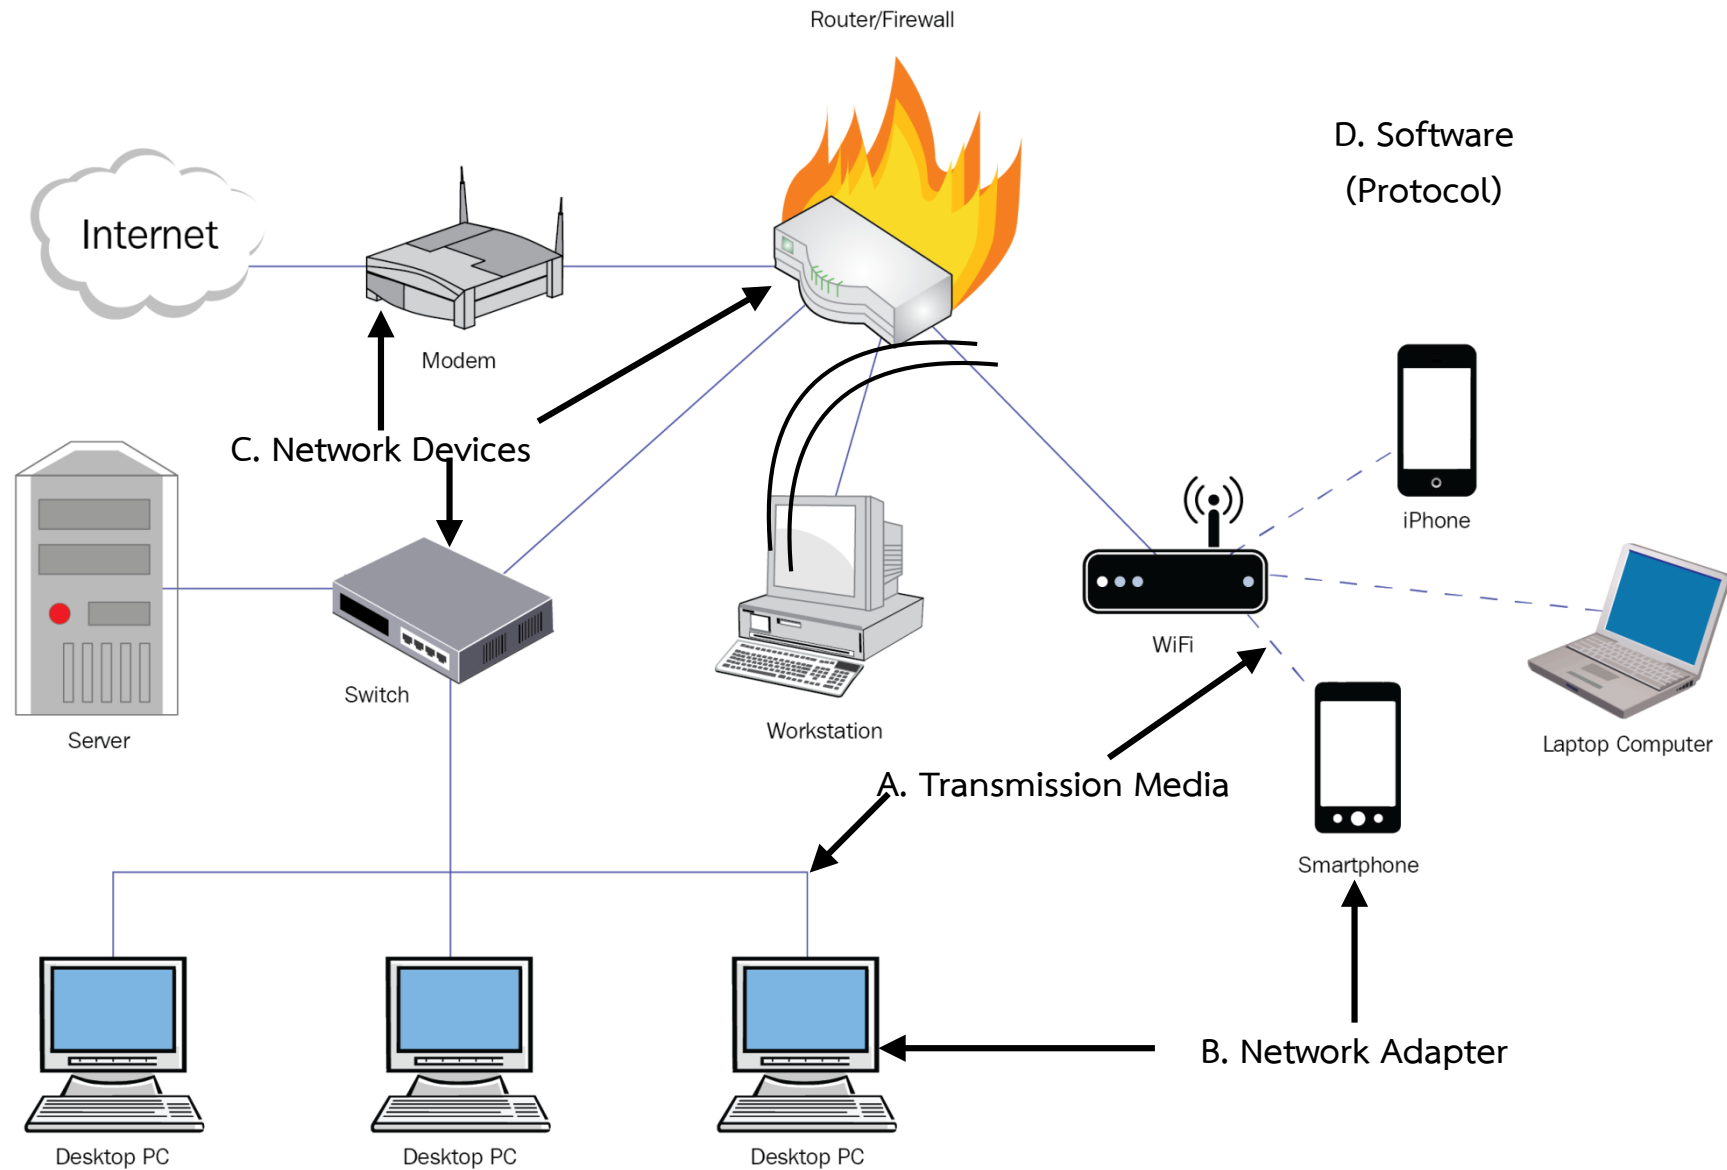 Router/Firewall
D. Software
(Protocol)
Internet
Modem
C. Network Devices
iPhone
WiFi
Switch
Workstation
Server
Laptop Computer
A. Transmission Media
Smartphone
B. Network Adapter
Desktop PC
Desktop PC
Desktop PC